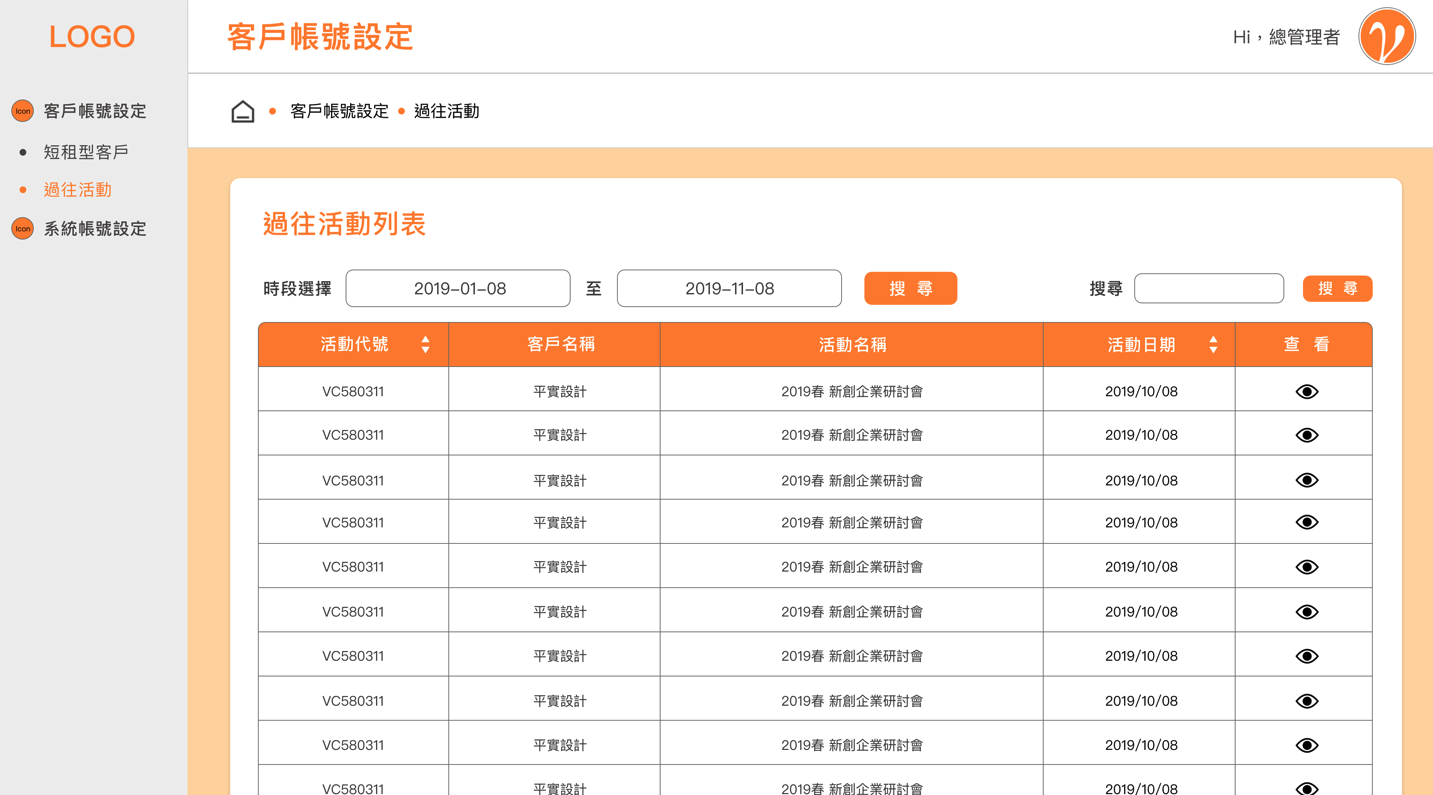 LOGO
客戶帳號設定
Hi，總管理者
Icon 客戶帳號設定
短租型客戶
過往活動
Icon 系統帳號設定
客戶帳號設定 過往活動
過往活動列表
時段選擇 2019-01-08 至 2019-11-08 搜 尋 搜尋 搜 尋
活動代號 客戶名稱 活動名稱 活動日期 查 看
VC580311 平實設計 2019春 新創企業研討會 2019/10/08
VC580311 平實設計 2019春 新創企業研討會 2019/10/08
VC580311 平實設計 2019春 新創企業研討會 2019/10/08
VC580311 平實設計 2019春 新創企業研討會 2019/10/08
VC580311 平實設計 2019春 新創企業研討會 2019/10/08
VC580311 平實設計 2019春 新創企業研討會 2019/10/08
VC580311 平實設計 2019春 新創企業研討會 2019/10/08
VC580311 平實設計 2019春 新創企業研討會 2019/10/08
VC580311 平實設計 2019春 新創企業研討會 2019/10/08
VC580311 平實設計 2019春 新創企業研討會 2019/10/08